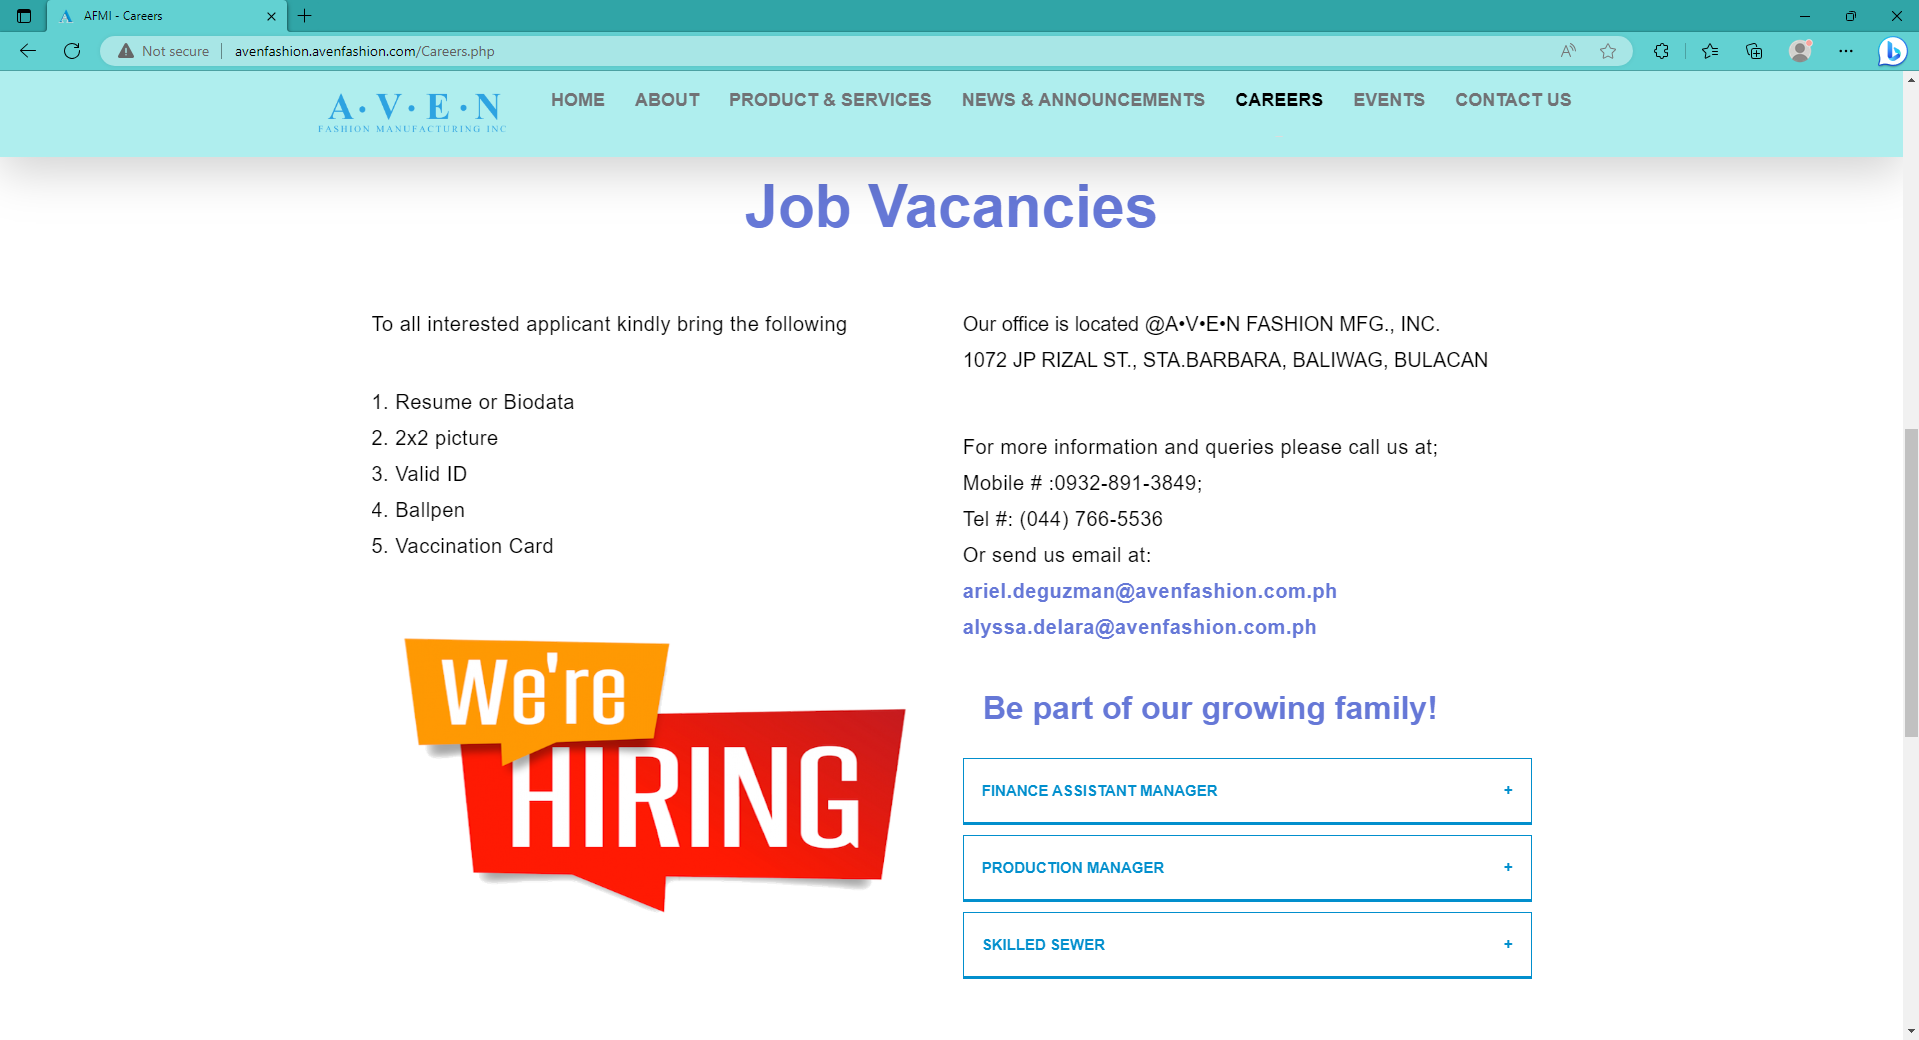 AFMI - Careers
Not secure
avenfashion.avenfashion.com/Careers.php
A•V•E•N
FASHION MANUFACTURING INC
HOME
ABOUT
PRODUCT & SERVICES
NEWS & ANNOUNCEMENTS
CAREERS
EVENTS
CONTACT US
Job Vacancies
To all interested applicant kindly bring the following
1. Resume or Biodata
2. 2x2 picture
3. Valid ID
4. Ballpen
5. Vaccination Card
We're
HIRING
Our office is located @A•V•E•N FASHION MFG., INC.
1072 JP RIZAL ST., STA.BARBARA, BALIWAG, BULACAN
For more information and queries please call us at;
Mobile # :0932-891-3849;
Tel #: (044) 766-5536
Or send us email at:
ariel.deguzman@avenfashion.com.ph
alyssa.delara@avenfashion.com.ph
Be part of our growing family!
FINANCE ASSISTANT MANAGER +
PRODUCTION MANAGER +
SKILLED SEWER +